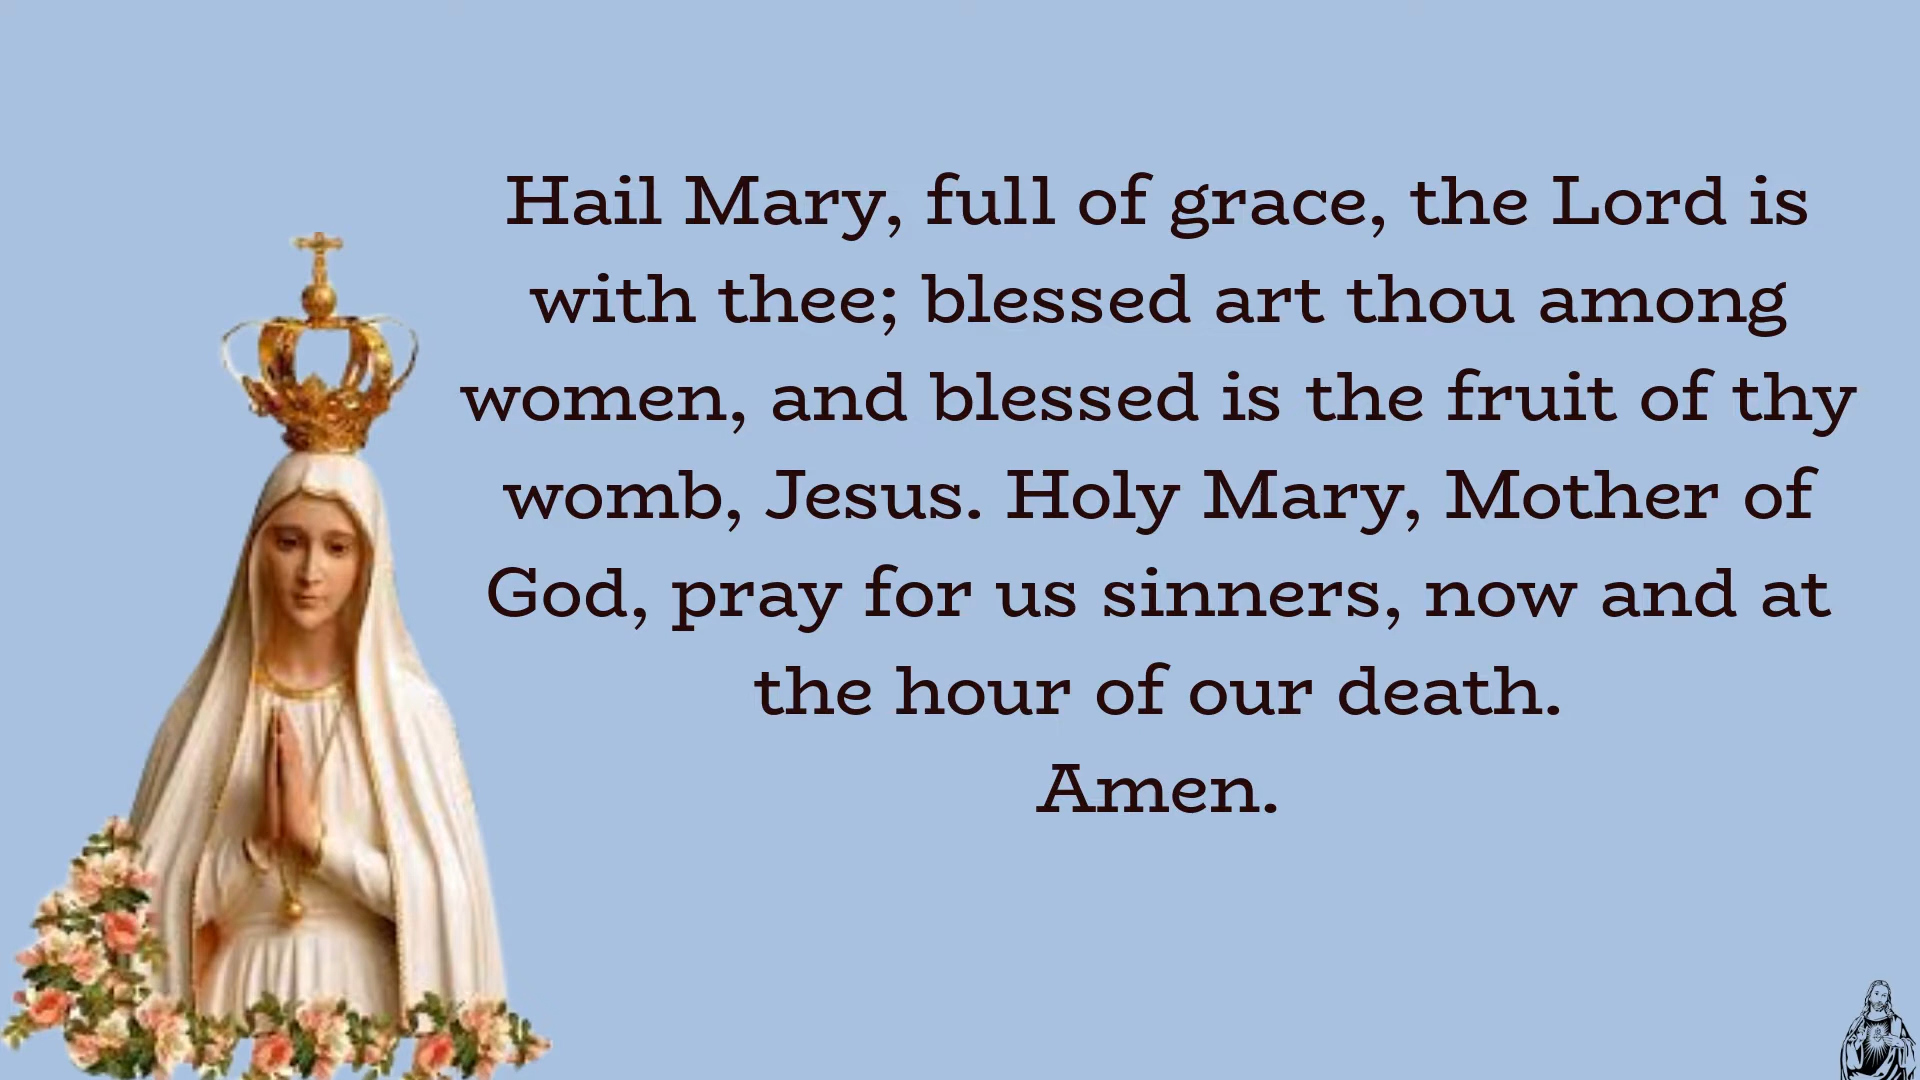 Hail Mary, full of grace, the Lord is
with thee; blessed art thou among
women, and blessed is the fruit of thy
womb, Jesus. Holy Mary, Mother of
God, pray for us sinners, now and at
the hour of our death.
Amen.